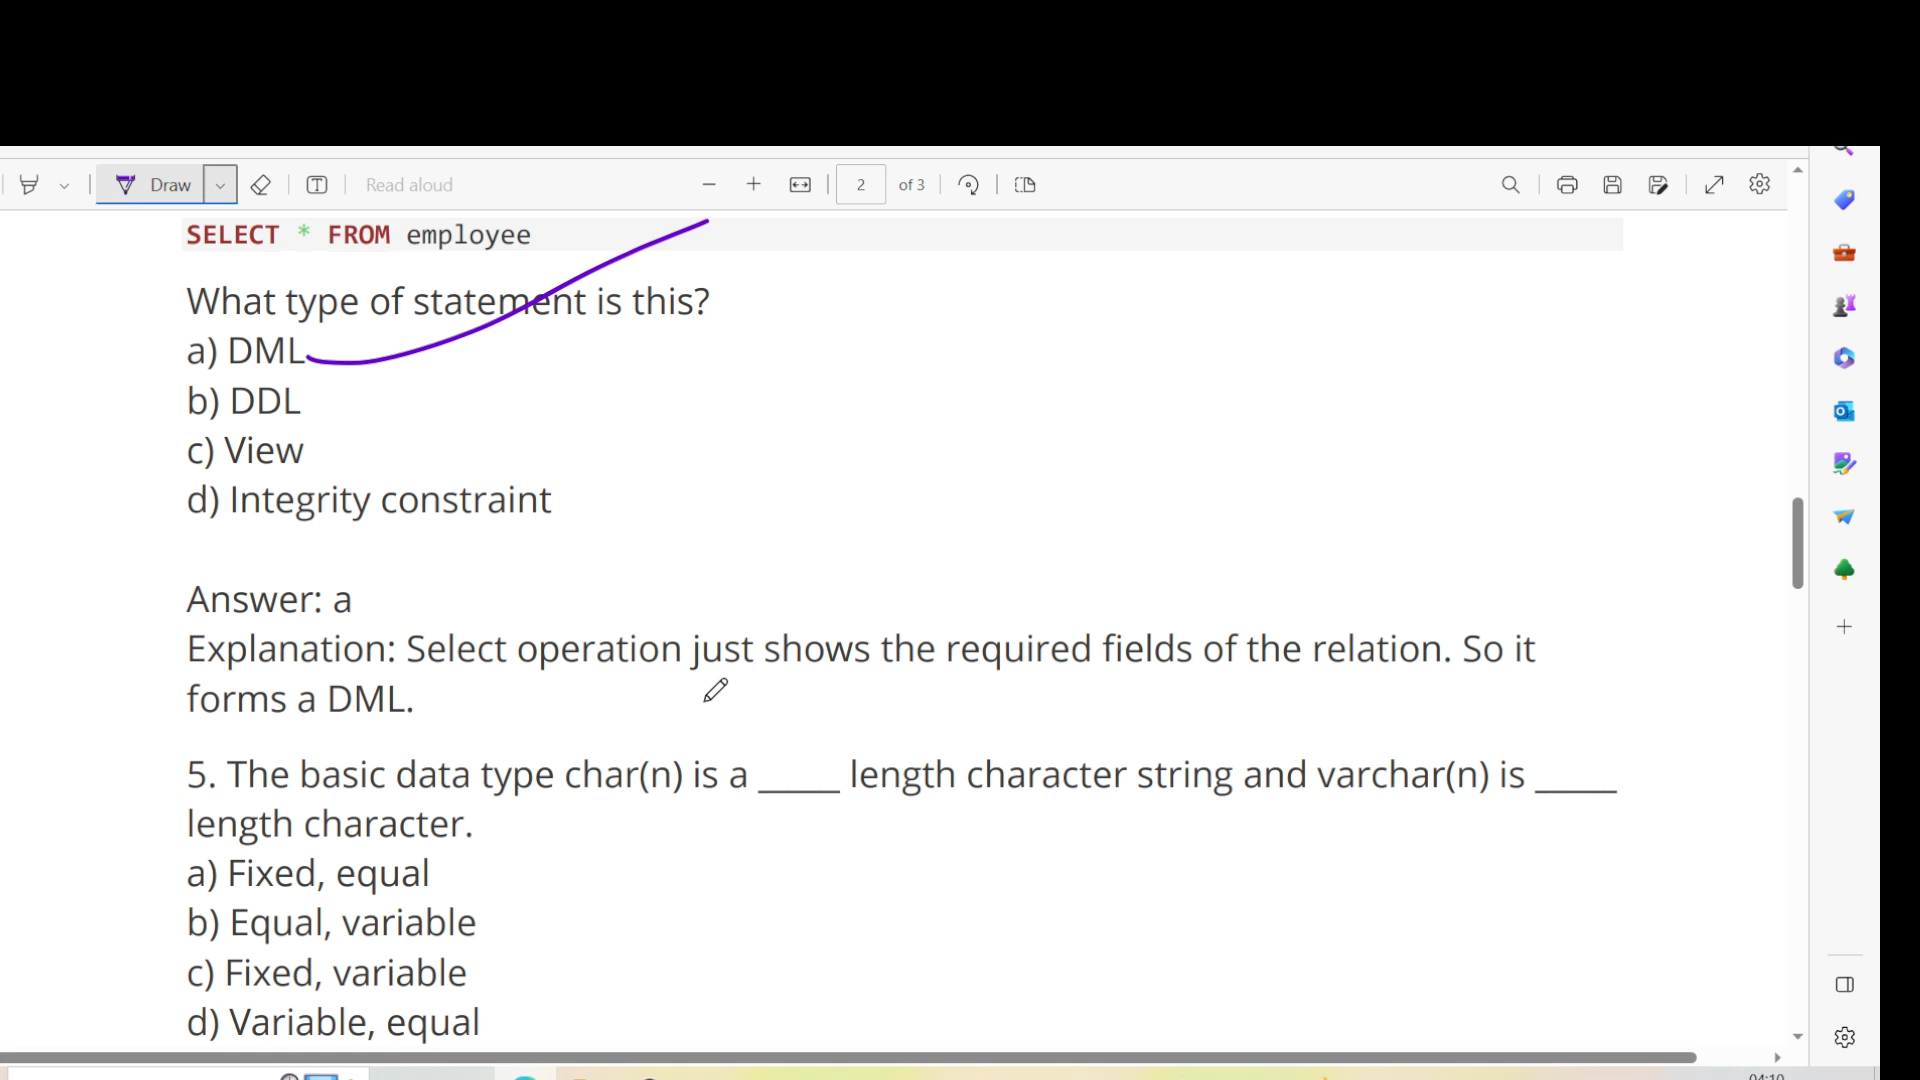 Draw
Read aloud
2 of 3
SELECT * FROM employee
What type of statement is this?
a) DML
b) DDL
c) View
d) Integrity constraint
Answer: a
Explanation: Select operation just shows the required fields of the relation. So it
forms a DML.
5. The basic data type char(n) is a _____ length character string and varchar(n) is _____
length character.
a) Fixed, equal
b) Equal, variable
c) Fixed, variable
d) Variable, equal